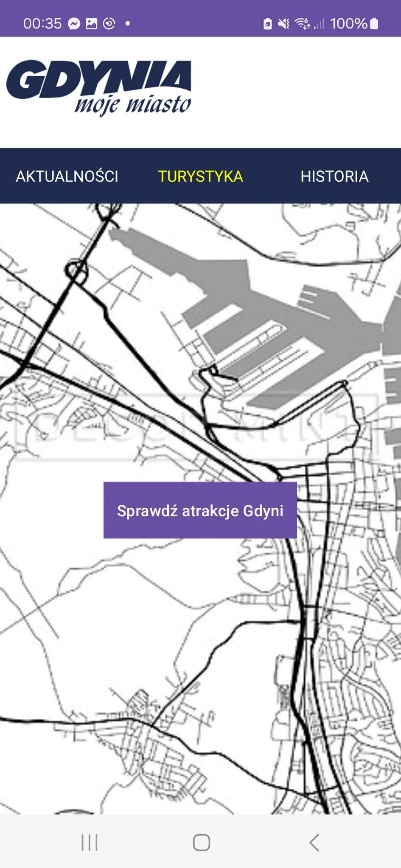 00:35
100%
GDYNIA
moje miasto
AKTUALNOŚCI
TURYSTYKA
HISTORIA
Sprawdź atrakcje Gdyni